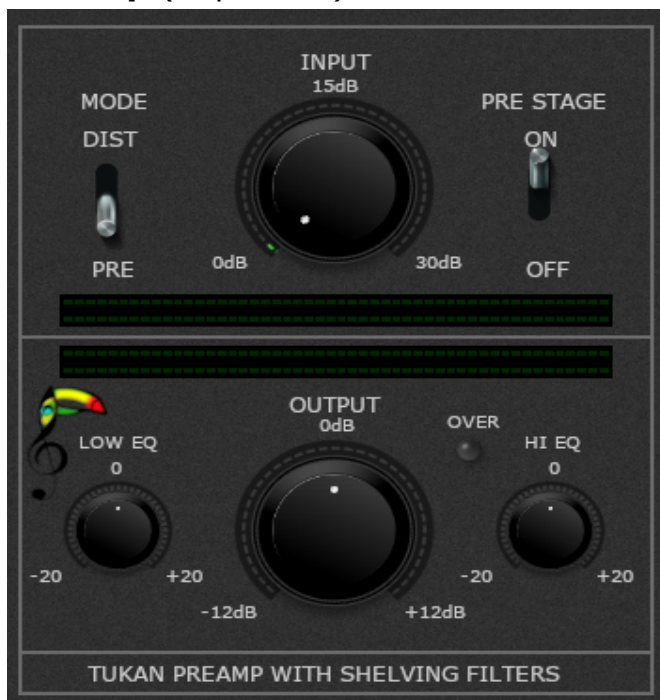 INPUT
15dB
MODE
PRE STAGE
DIST
ON
0dB
30dB
PRE
OFF
OUTPUT
0dB
OVER
LOW EQ
HI EQ
0
0
-20
+20
-20
+20
-12dB
+12dB
TUKAN PREAMP WITH SHELVING FILTERS